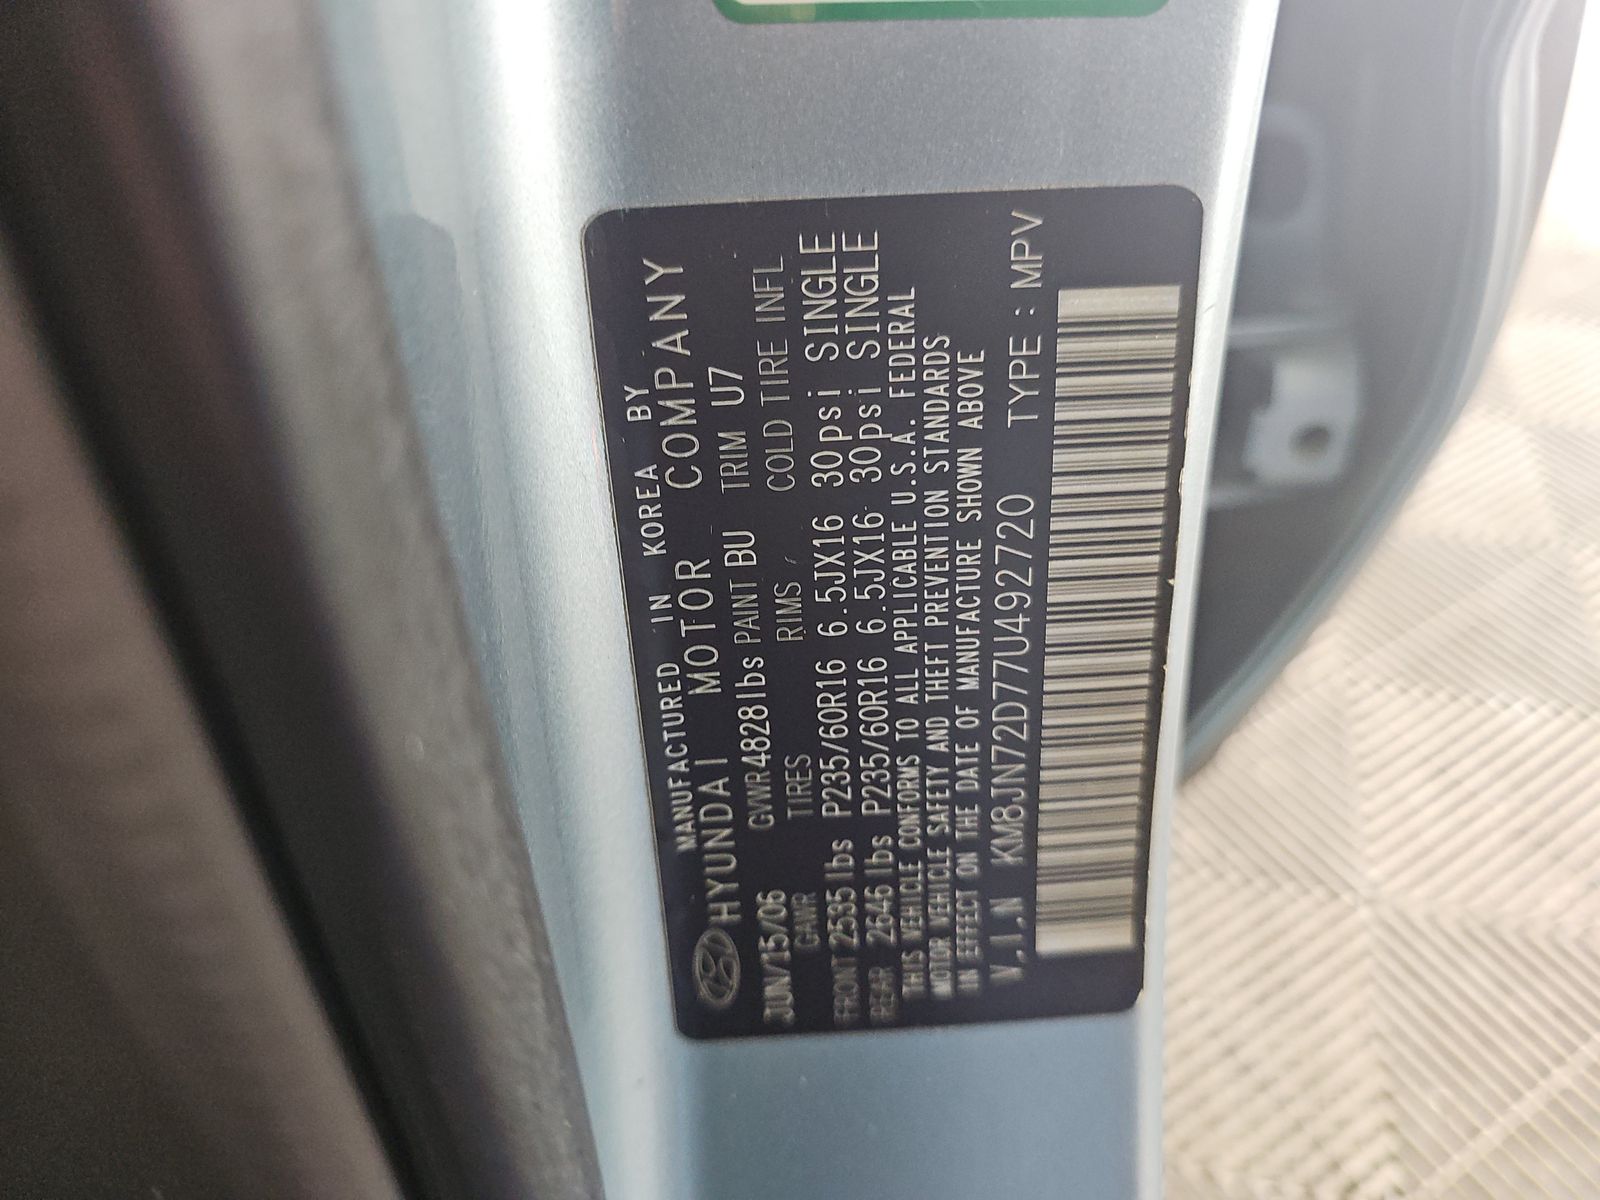 MANUFACTURED IN KOREA BY
HYUNDAI MOTOR COMPANY
JUN/15/06 GVWR 4828 lbs PAINT BU TRIM U7
GAWR TIRES RIMS COLD TIRE INFL
FRONT 2535 lbs P235/60R16 6.5JX16 30psi SINGLE
REAR 2646 lbs P235/60R16 6.5JX16 30psi SINGLE
THIS VEHICLE CONFORMS TO ALL APPLICABLE U.S.A. FEDERAL
MOTOR VEHICLE SAFETY AND THEFT PREVENTION STANDARDS
IN EFFECT ON THE DATE OF MANUFACTURE SHOWN ABOVE
V.I.N KM8JN72D77U492720 TYPE : MPV